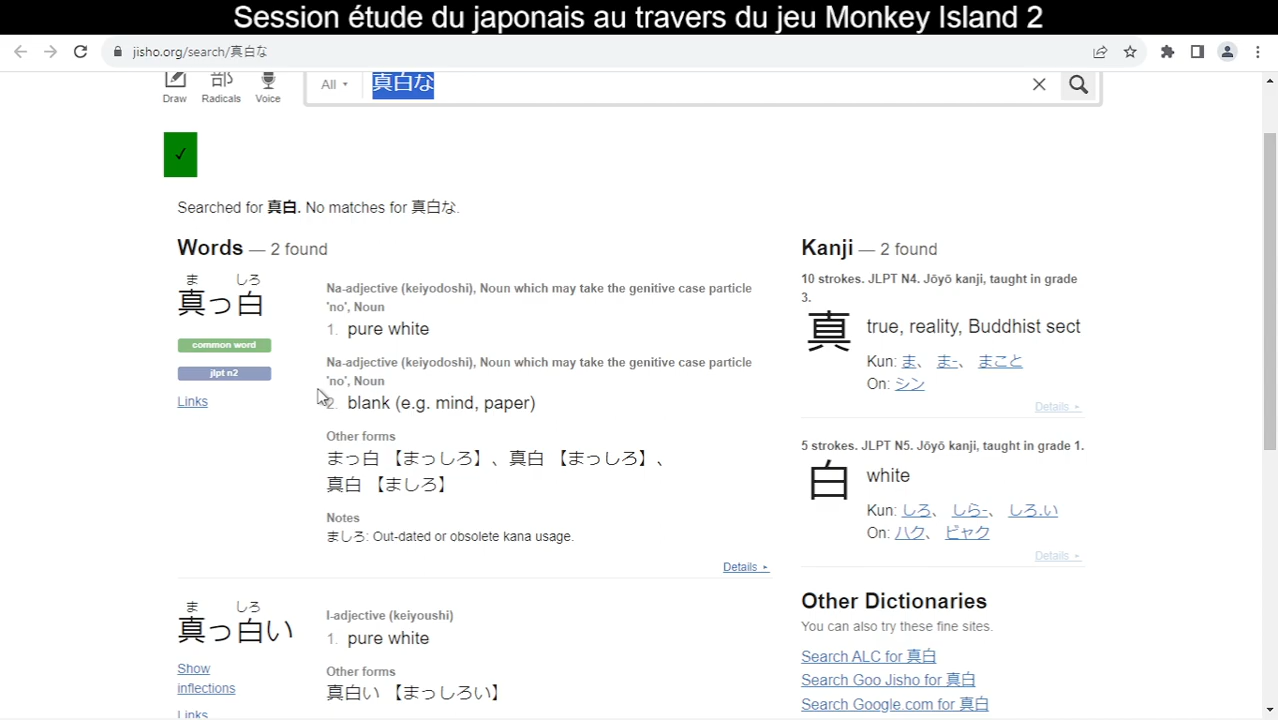 Session étude du japonais au travers du jeu Monkey Island 2
jisho.org/search/真白な
Draw
部
Radicals
Voice
All
真白な
✓
Searched for 真白. No matches for 真白な.
Words — 2 found
ま しろ
真っ白
common word
jlpt n2
Links
Na-adjective (keiyodoshi), Noun which may take the genitive case particle
'no', Noun
1. pure white
Na-adjective (keiyodoshi), Noun which may take the genitive case particle
'no', Noun
2. blank (e.g. mind, paper)
Other forms
まっ白 【まっしろ】、真白 【まっしろ】、
真白 【ましろ】
Notes
ましろ: Out-dated or obsolete kana usage.
Details
ま しろ
真っ白い
Show
inflections
Links
I-adjective (keiyoushi)
1. pure white
Other forms
真白い 【まっしろい】
Kanji — 2 found
10 strokes. JLPT N4. Jōyō kanji, taught in grade
3.
真
true, reality, Buddhist sect
Kun: ま、 ま-、 まこと
On: シン
Details
5 strokes. JLPT N5. Jōyō kanji, taught in grade 1.
白
white
Kun: しろ、 しら-、 しろ.い
On: ハク、 ビャク
Details
Other Dictionaries
You can also try these fine sites.
Search ALC for 真白
Search Goo Jisho for 真白
Search Google.com for 真白